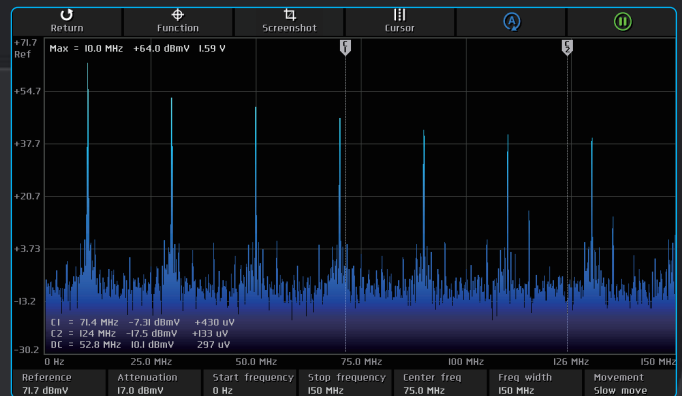 Return
Function
Screenshot
Cursor
A
+71.7
Ref
Max = 10.0 MHz +64.0 dBmV 1.59 V
C
1
C
2
+54.7
+37.7
+20.7
+3.73
-13.2
-30.2
C1 = 71.4 MHz -7.31 dBmV +430 uV
C2 = 124 MHz -17.5 dBmV +133 uV
DC = 52.8 MHz 10.1 dBmV 297 uV
0 Hz 25.0 MHz 50.0 MHz 75.0 MHz 100 MHz 126 MHz 150 MHz
Reference
71.7 dBmV
Attenuation
17.0 dBmV
Start frequency
0 Hz
Stop frequency
150 MHz
Center freq
75.0 MHz
Freq width
150 MHz
Movement
Slow move